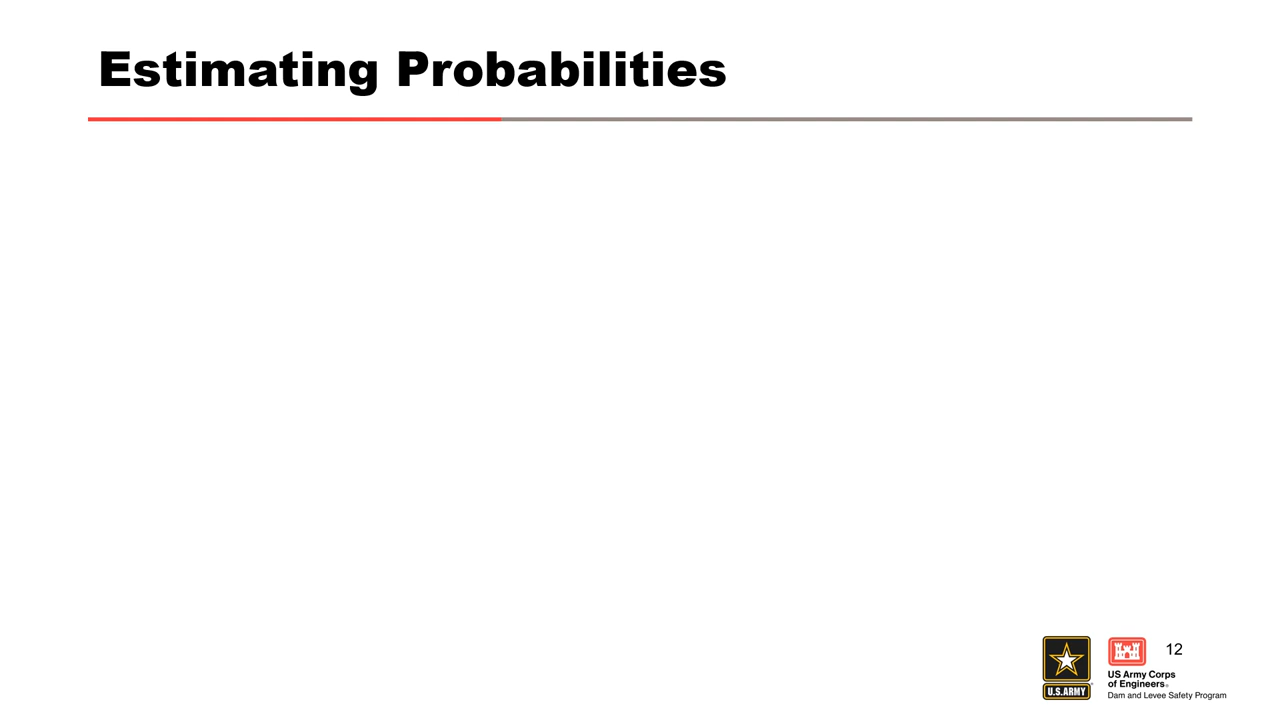 Estimating Probabilities
12
U.S.ARMY
US Army Corps
of Engineers®
Dam and Levee Safety Program